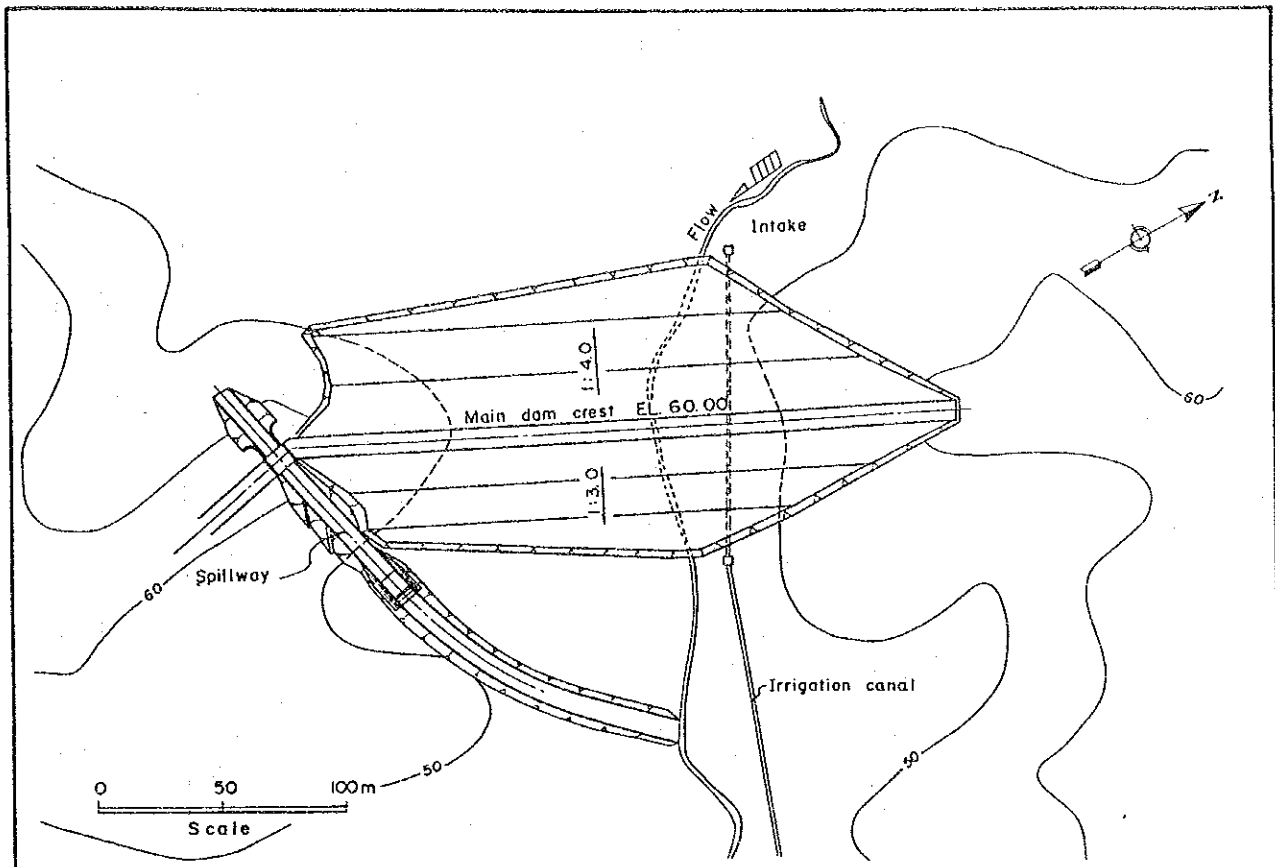 Flow
Intake
N
1:4.0
Main dam crest EL. 60.00
60
1:3.0
Spillway
60
Irrigation canal
50
50
0 50 100m
Scale